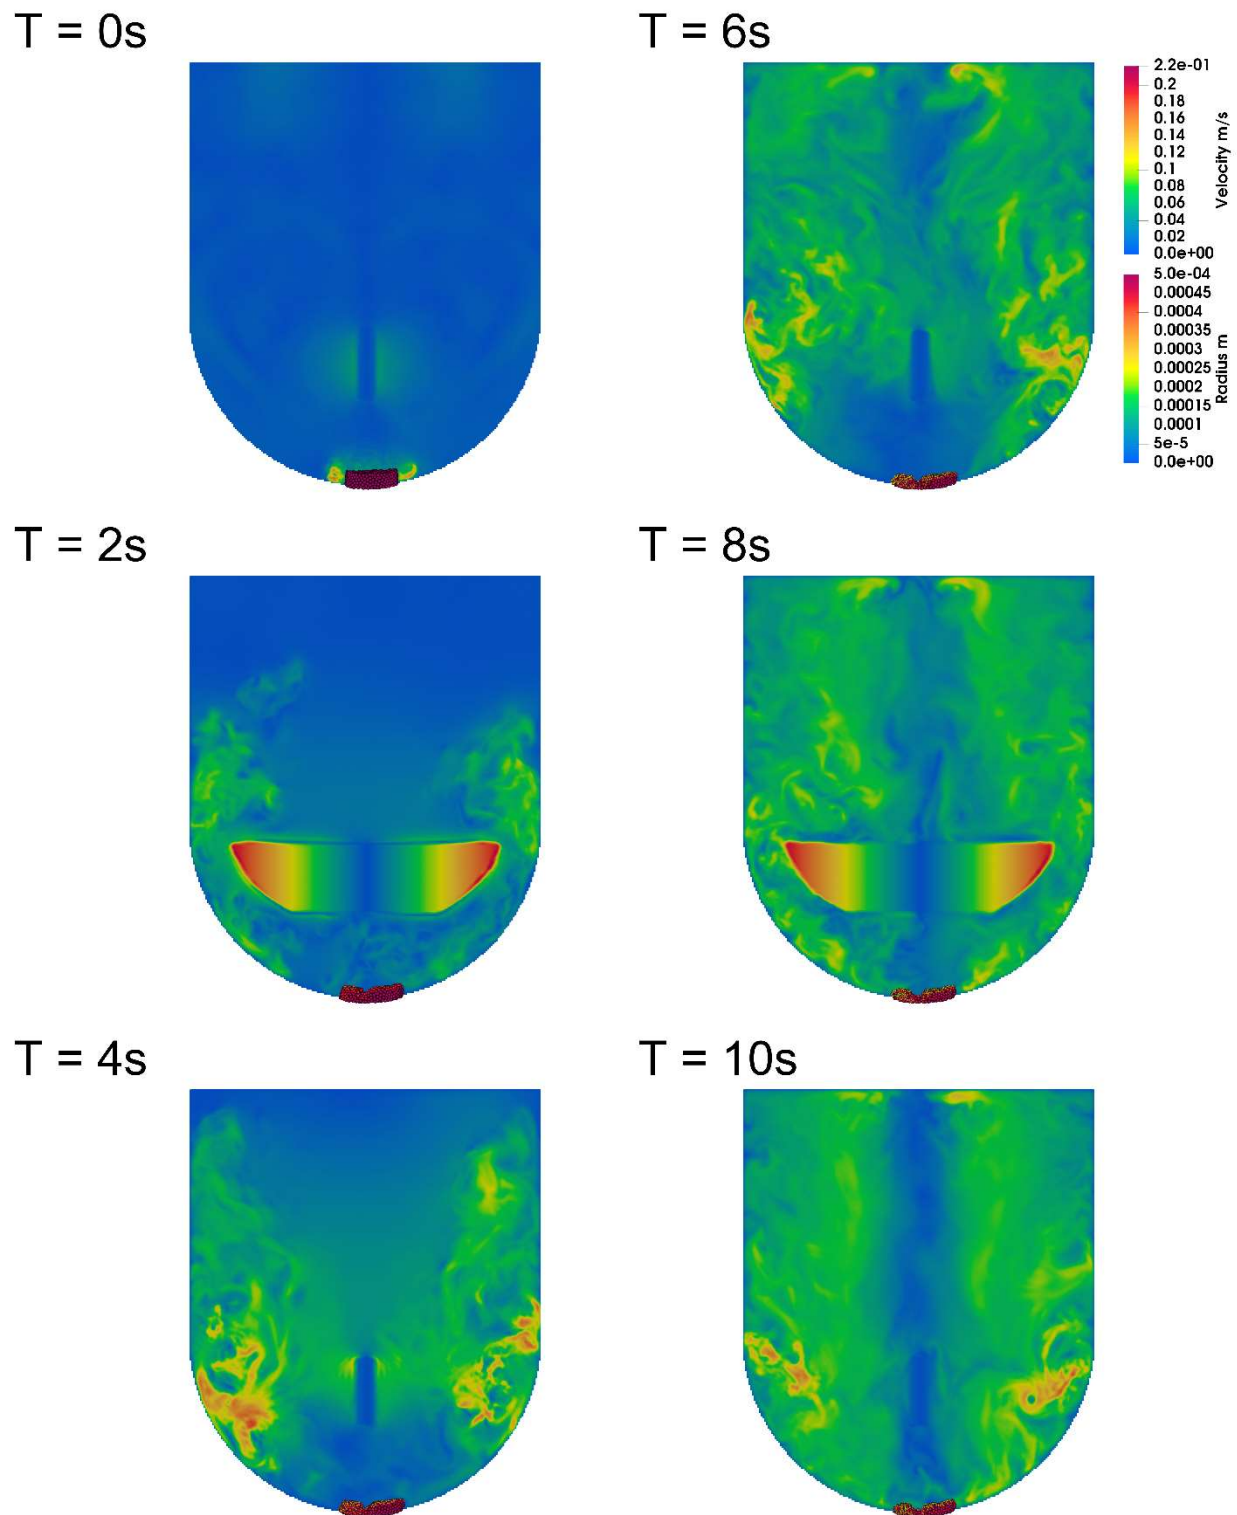 T = 0s
T = 6s
2.2e-01
0.2
0.18
0.16
0.14
0.12
0.1
0.08
0.06
0.04
0.02
0.0e+00
Velocity m/s
5.0e-04
0.00045
0.0004
0.00035
0.0003
0.00025
0.0002
0.00015
0.0001
5e-5
0.0e+00
Radius m
T = 2s
T = 8s
T = 4s
T = 10s